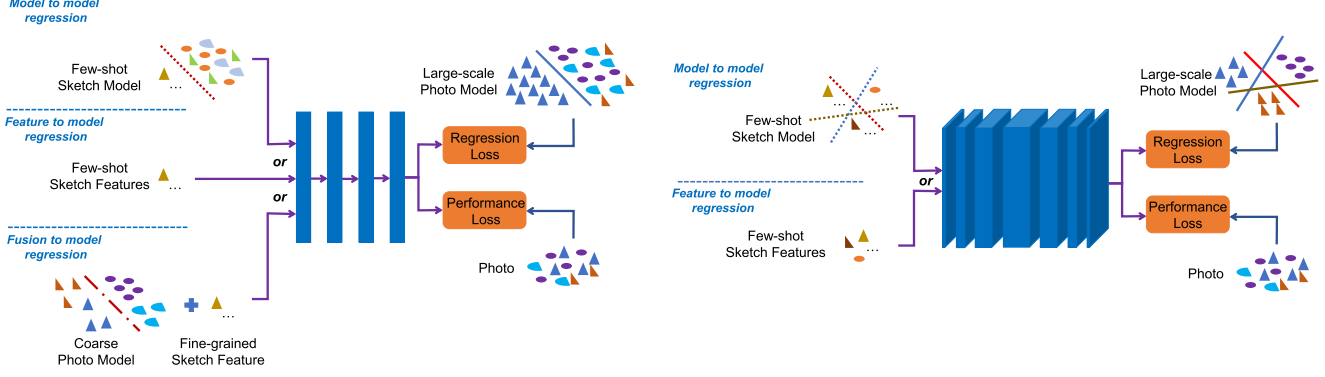 Model to model
regression
Few-shot
Sketch Model
...
Feature to model
regression
Few-shot
Sketch Features
...
Fusion to model
regression
Coarse
Photo Model
...
Fine-grained
Sketch Feature
or
or
Large-scale
Photo Model
Regression
Loss
Performance
Loss
Photo
Model to model
regression
Few-shot
Sketch Model
...
...
...
Feature to model
regression
Few-shot
Sketch Features
...
or
Large-scale
Photo Model
Regression
Loss
Performance
Loss
Photo